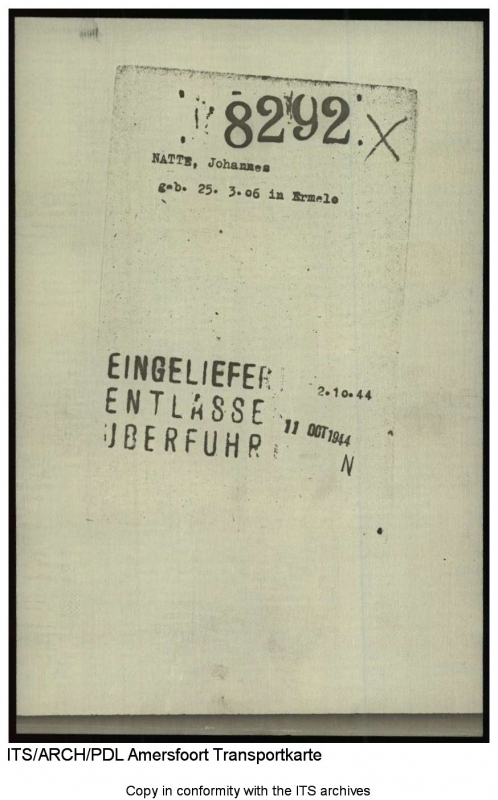 8292. X
NATTE, Johannes
geb. 25. 3.06 in Ermelo
EINGELIEFER 2.10.44
ENTLASSE 11 OCT 1944
ÜBERFUHR N
ITS/ARCH/PDL Amersfoort Transportkarte
Copy in conformity with the ITS archives